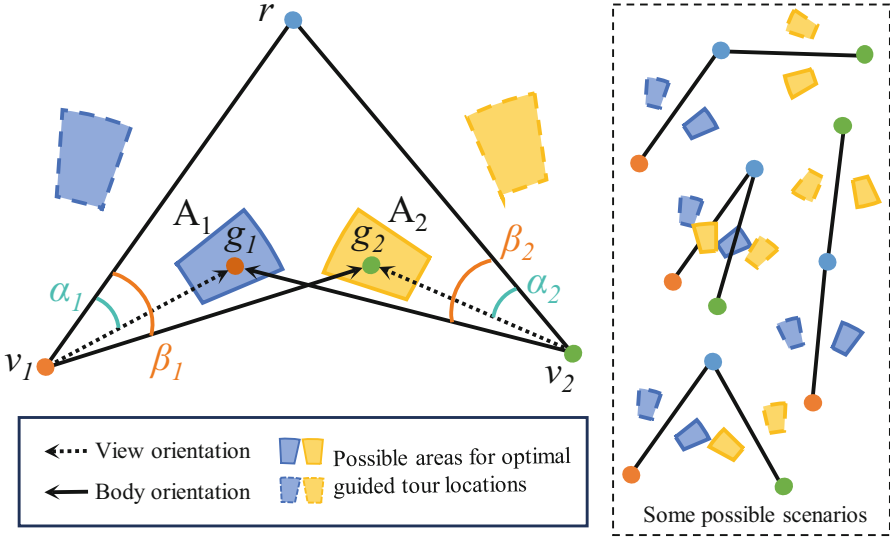 r
A1
A2
g1
g2
β2
α1
α2
v1
β1
v2
View orientation
Body orientation
Possible areas for optimal
guided tour locations
Some possible scenarios